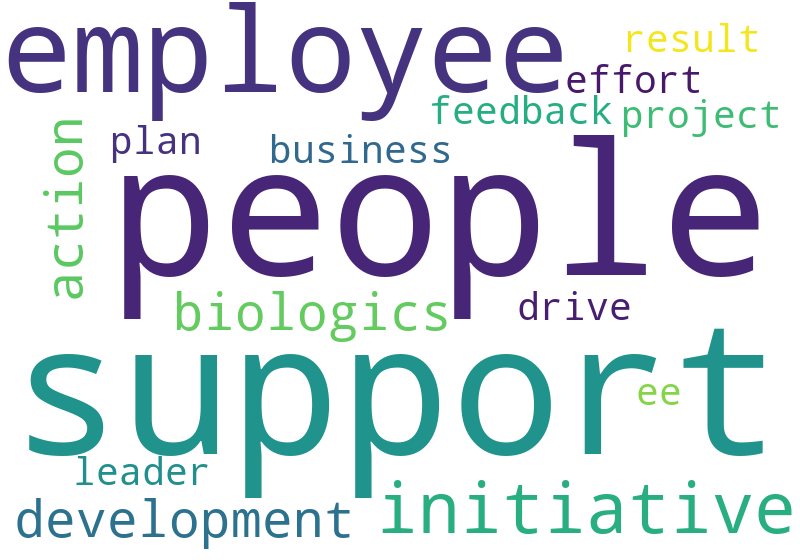 employee
result
effort
feedback
project
plan
business
action
people
biologics
drive
support
ee
leader
development
initiative